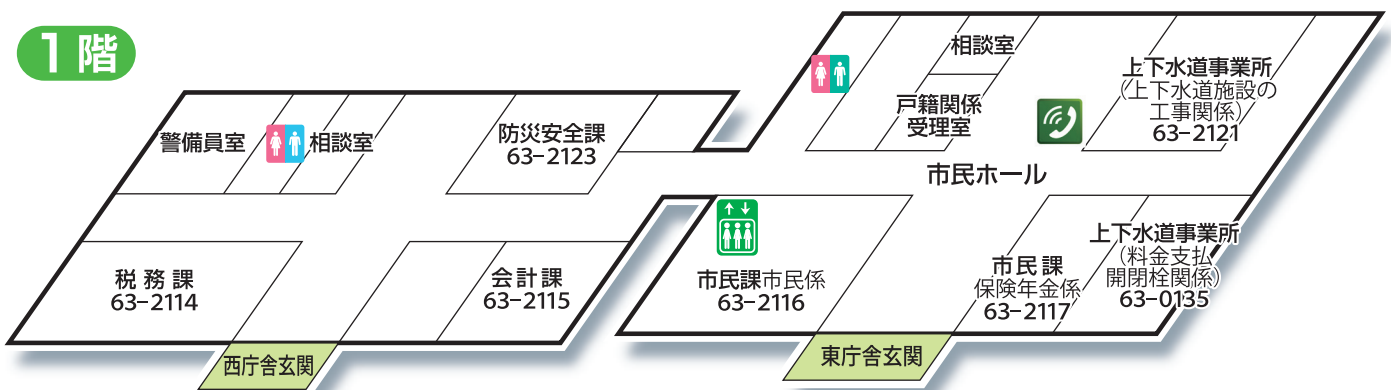 1階
警備員室
相談室
防災安全課
63-2123
税務課
63-2114
会計課
63-2115
西庁舎玄関
相談室
戸籍関係
受理室
上下水道事業所
(上下水道施設の
工事関係)
63-2121
市民ホール
市民課市民係
63-2116
市民課
保険年金係
63-2117
上下水道事業所
(料金支払
開閉栓関係)
63-0135
東庁舎玄関